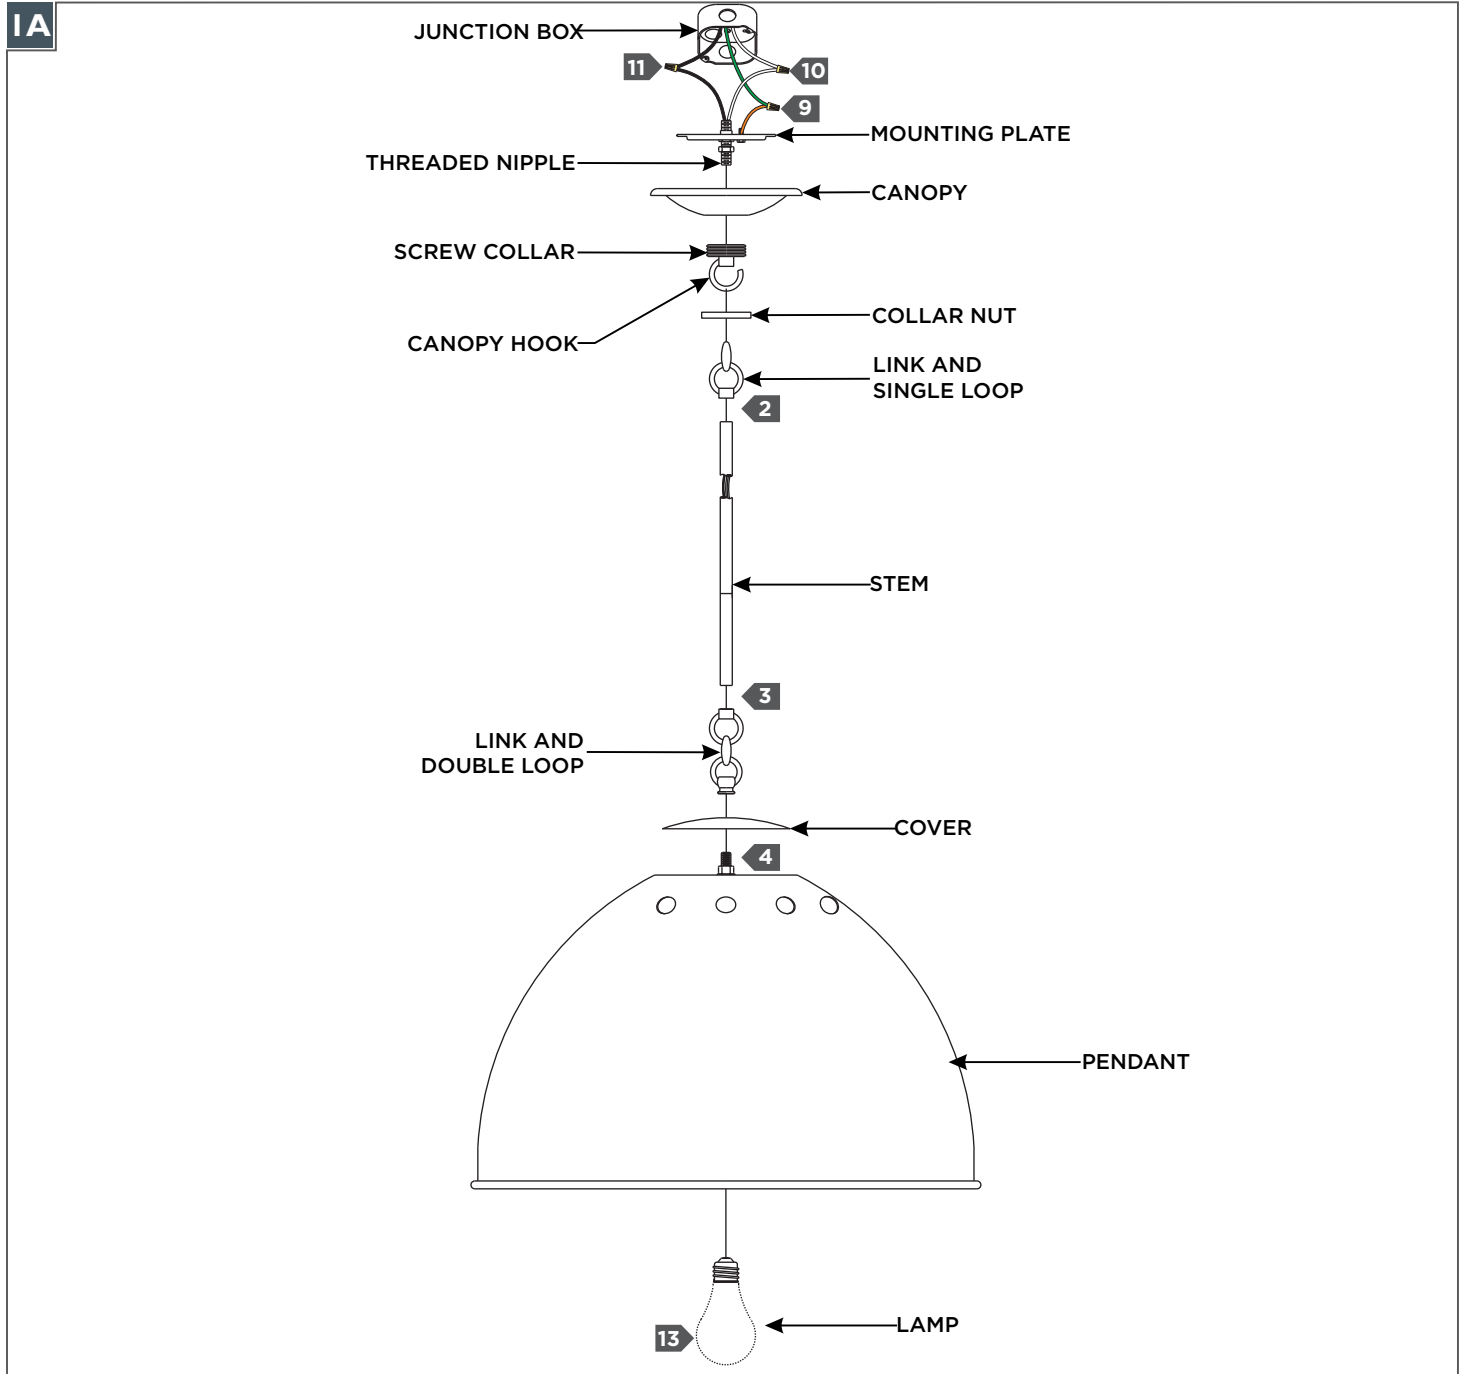 IA
JUNCTION BOX
11
10
9
MOUNTING PLATE
THREADED NIPPLE
CANOPY
SCREW COLLAR
COLLAR NUT
CANOPY HOOK
LINK AND
SINGLE LOOP
2
STEM
3
LINK AND
DOUBLE LOOP
COVER
4
PENDANT
LAMP
13